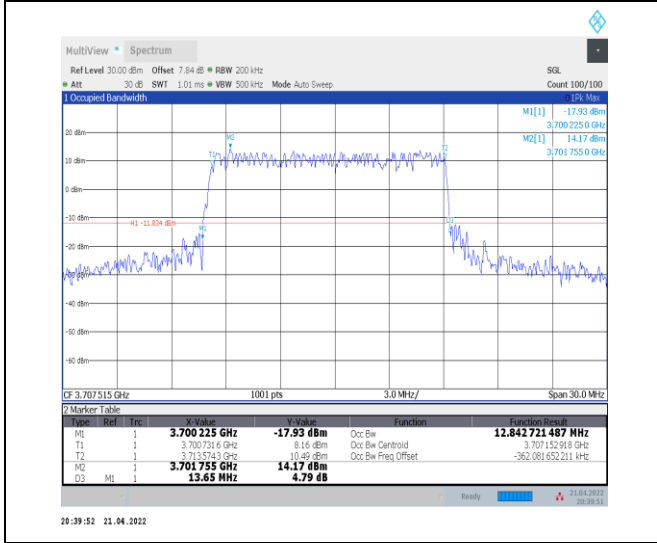 MultiView Spectrum
Ref Level 30.00 dBm Offset 7.84 dB RBW 200 kHz SGL
Att 30 dB SWT 1.01 ms VBW 500 kHz Mode Auto Sweep Count 100/100
1 Occupied Bandwidth 1Pk Max
M1[1] -17.93 dBm
3.700 225 0 GHz
M2[1] 14.17 dBm
3.701 755 0 GHz
20 dBm
M2
T1
T2
10 dBm
0 dBm
-10 dBm
H1 -11.834 dBm
M1
D3
-20 dBm
-30 dBm
-40 dBm
-50 dBm
-60 dBm
CF 3.707 515 GHz 1001 pts 3.0 MHz/ Span 30.0 MHz
2 Marker Table
Type Ref Trc X-Value Y-Value Function Function Result
M1 1 3.700 225 GHz -17.93 dBm Occ Bw 12.842 721 487 MHz
T1 1 3.700 731 6 GHz 8.16 dBm Occ Bw Centroid 3.707 152 918 GHz
T2 1 3.713 574 3 GHz 10.49 dBm Occ Bw Freq Offset -362.081 652 211 kHz
M2 1 3.701 755 GHz 14.17 dBm
D3 M1 1 13.65 MHz 4.79 dB
Ready 21.04.2022
20:39:51
20:39:52 21.04.2022